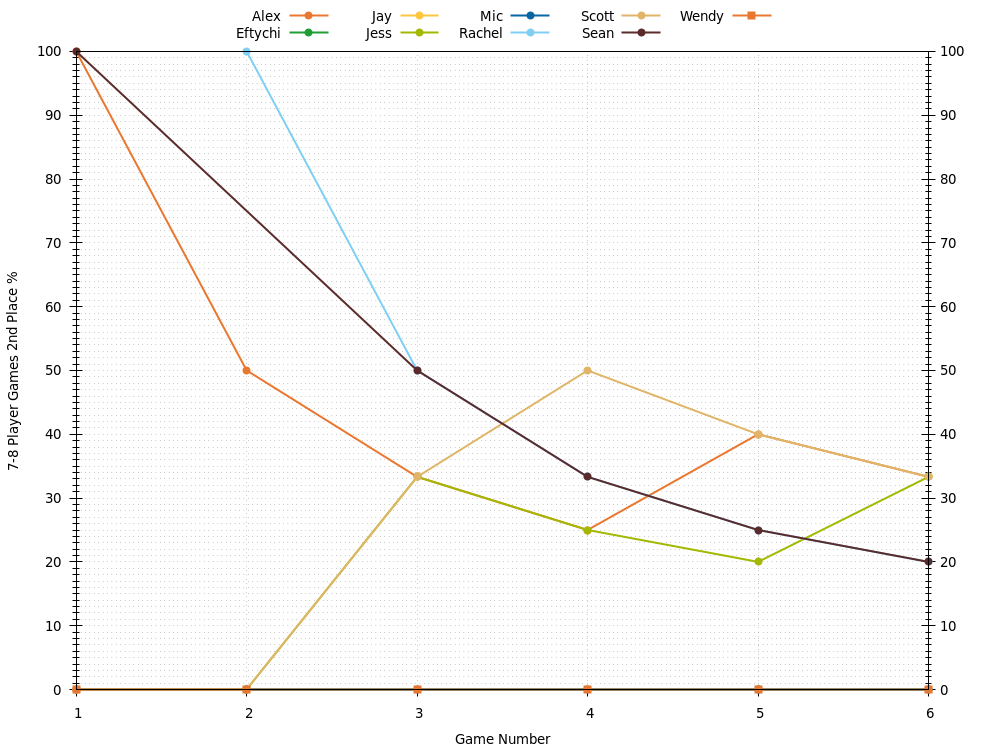 Alex Jay Mic Scott Wendy
Eftychi Jess Rachel Sean
100 100
90 90
80 80
70 70
60 60
50 50
40 40
30 30
20 20
10 10
0 0
7-8 Player Games 2nd Place %
1 2 3 4 5 6
Game Number